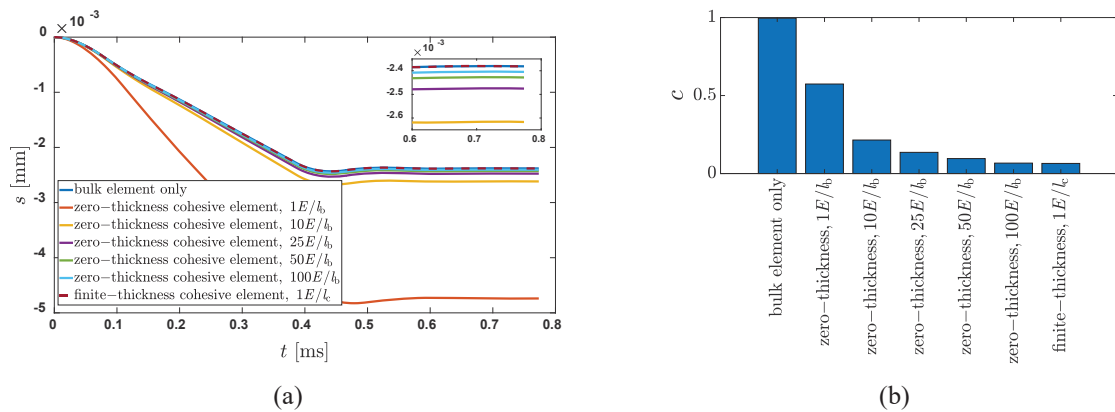 × 10⁻³
0
-1
-2
-3
-4
-5
s [mm]
× 10⁻³
-2.4
-2.5
-2.6
0.6 0.7 0.8
bulk element only
zero−thickness cohesive element, 1E/l_b
zero−thickness cohesive element, 10E/l_b
zero−thickness cohesive element, 25E/l_b
zero−thickness cohesive element, 50E/l_b
zero−thickness cohesive element, 100E/l_b
finite−thickness cohesive element, 1E/l_c
0 0.1 0.2 0.3 0.4 0.5 0.6 0.7 0.8
t [ms]
(a)
1
0.5
0
c
bulk element only
zero−thickness, 1E/l_b
zero−thickness, 10E/l_b
zero−thickness, 25E/l_b
zero−thickness, 50E/l_b
zero−thickness, 100E/l_b
finite−thickness, 1E/l_c
(b)